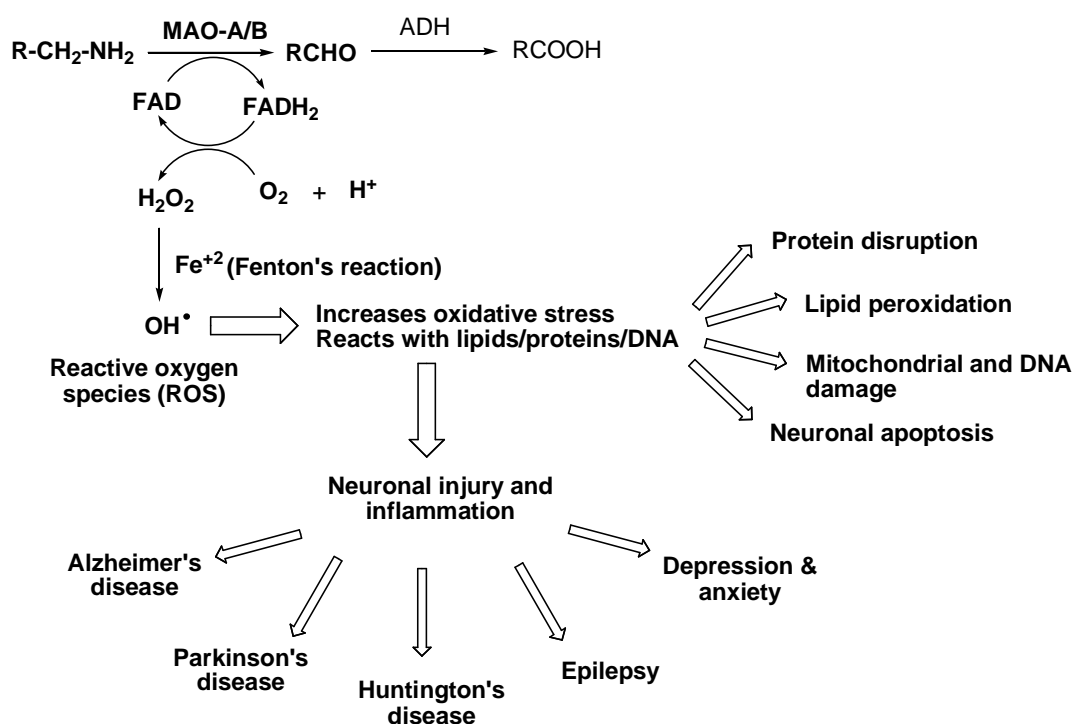 R-CH₂-NH₂ MAO-A/B RCHO ADH RCOOH
FAD FADH₂
H₂O₂ O₂ + H⁺
Fe⁺² (Fenton's reaction)
OH•
Reactive oxygen
species (ROS)
Increases oxidative stress
Reacts with lipids/proteins/DNA
Protein disruption
Lipid peroxidation
Mitochondrial and DNA
damage
Neuronal apoptosis
Neuronal injury and
inflammation
Alzheimer's
disease
Parkinson's
disease
Huntington's
disease
Epilepsy
Depression &
anxiety